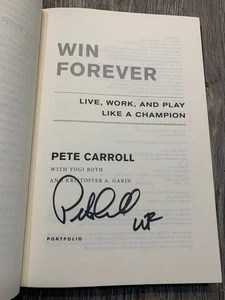 WIN
FOREVER
LIVE, WORK, AND PLAY
LIKE A CHAMPION
PETE CARROLL
WITH YOGI ROTH
AND KRISTOFFER A. GARIN
PORTFOLIO